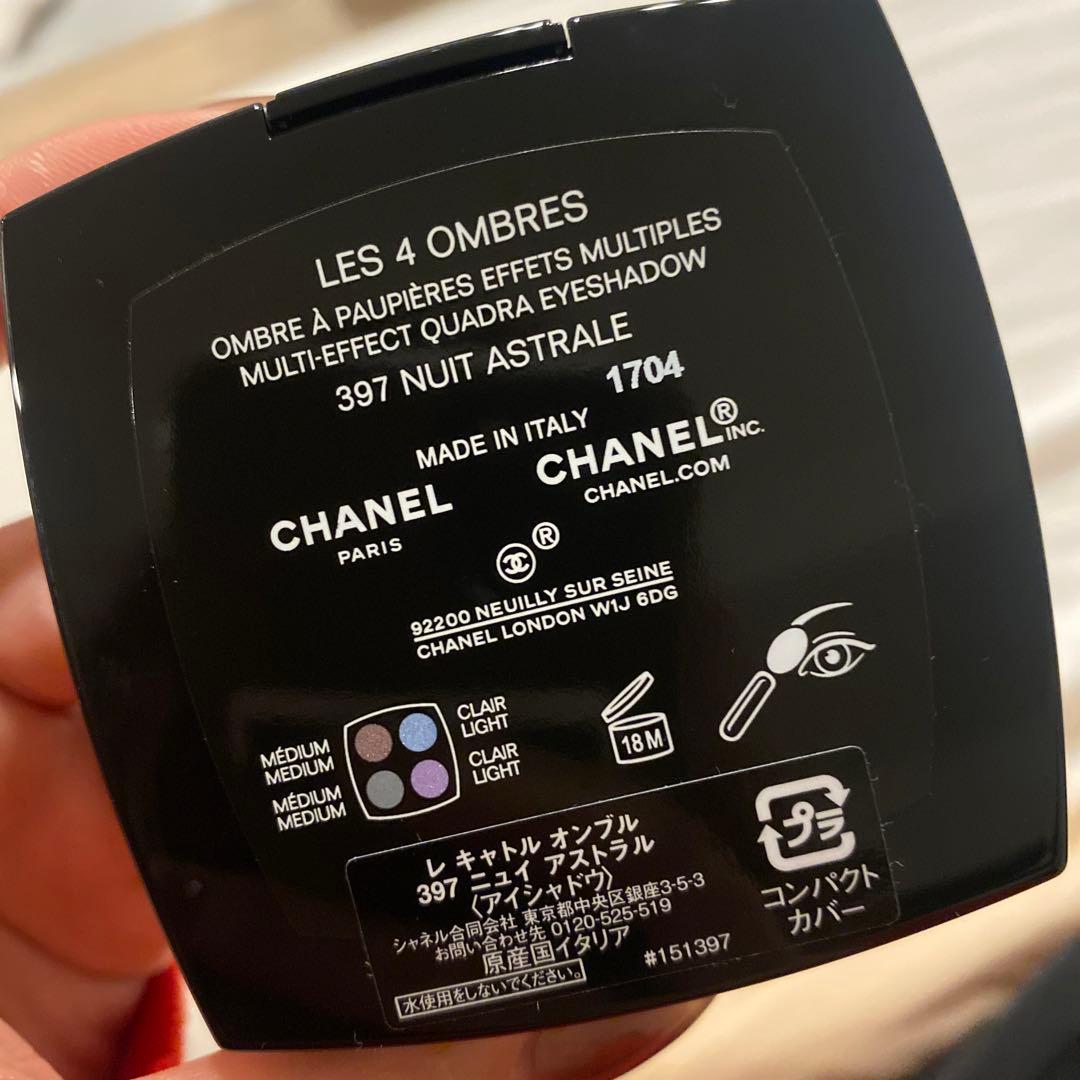 LES 4 OMBRES
OMBRE À PAUPIÈRES EFFETS MULTIPLES
MULTI-EFFECT QUADRA EYESHADOW
397 NUIT ASTRALE
1704
MADE IN ITALY
CHANEL
PARIS
CHANEL® INC.
CHANEL.COM
®
92200 NEUILLY SUR SEINE
CHANEL LONDON W1J 6DG
MÉDIUM
MEDIUM
CLAIR
LIGHT
MÉDIUM
MEDIUM
CLAIR
LIGHT
18M
レ キャトル オンブル
397 ニュイ アストラル
〈アイシャドウ〉
シャネル合同会社 東京都中央区銀座3-5-3
お問い合わせ先 0120-525-519
原産国イタリア
#151397
水使用をしないでください。
プラ
コンパクト
カバー